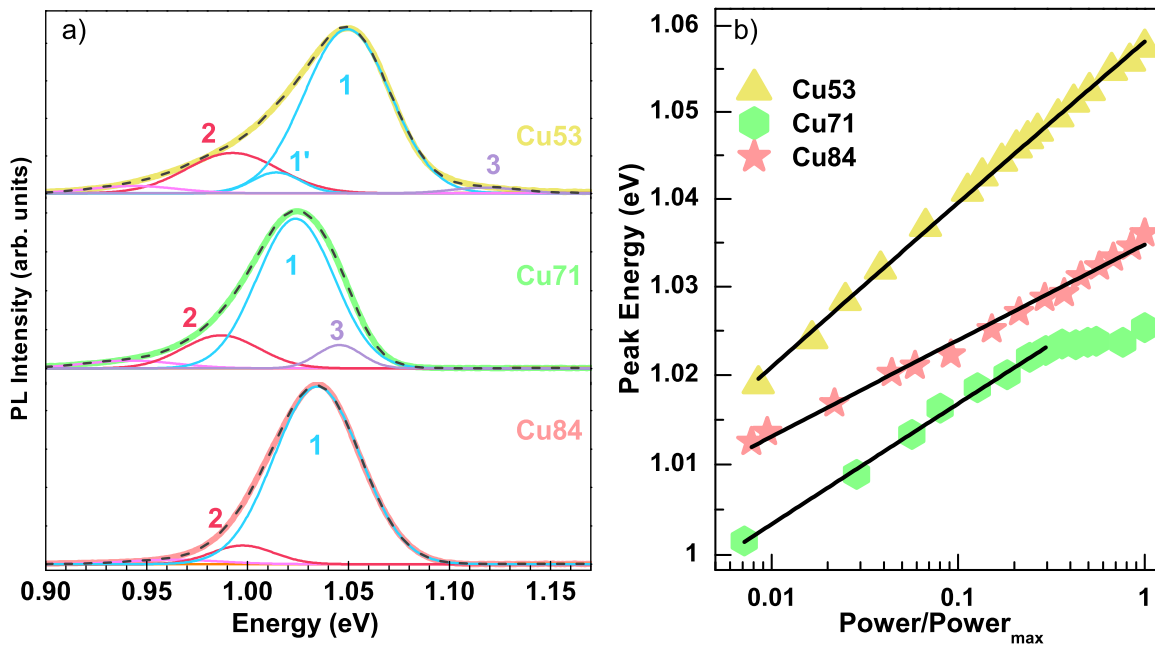 a)
1
2
1'
3
Cu53
1
2
3
Cu71
1
2
Cu84
PL Intensity (arb. units)
0.90 0.95 1.00 1.05 1.10 1.15
Energy (eV)
b)
Cu53
Cu71
Cu84
Peak Energy (eV)
1.06
1.05
1.04
1.03
1.02
1.01
1
0.01 0.1 1
Power/Power_max